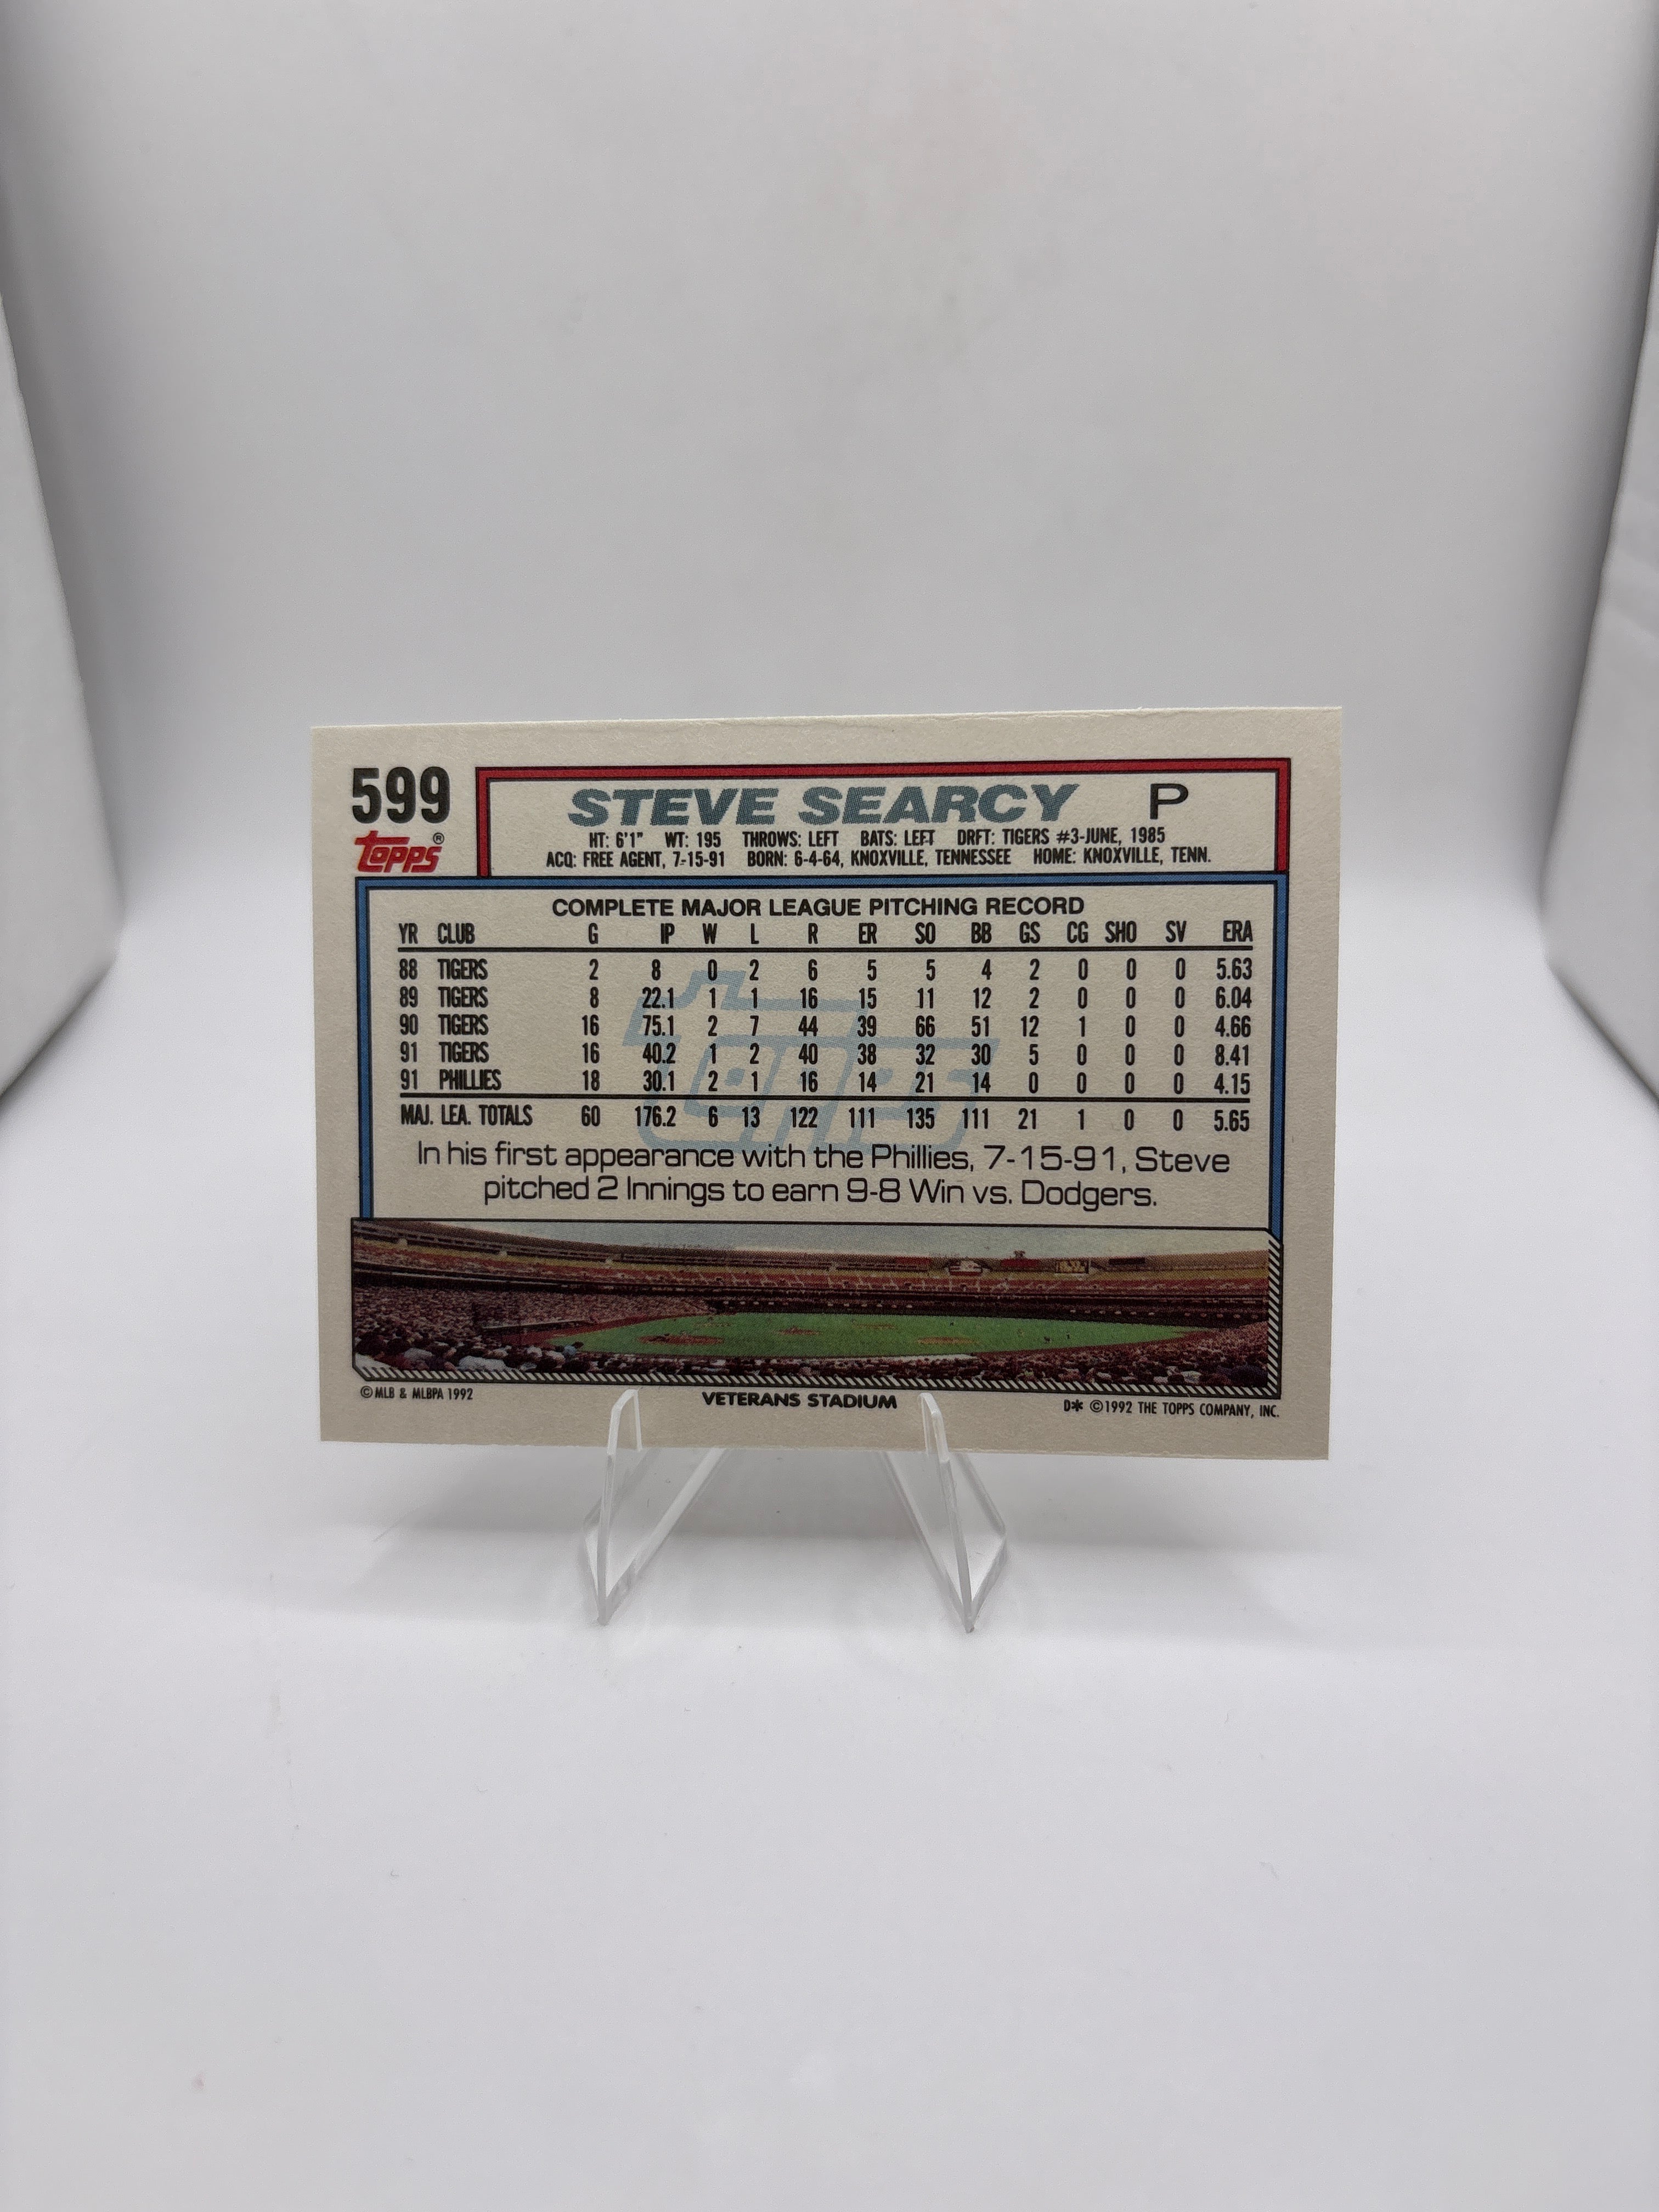 599
topps®
STEVE SEARCY P
HT: 6'1" WT: 195 THROWS: LEFT BATS: LEFT DRFT: TIGERS #3-JUNE, 1985
ACQ: FREE AGENT, 7-15-91 BORN: 6-4-64, KNOXVILLE, TENNESSEE HOME: KNOXVILLE, TENN.
COMPLETE MAJOR LEAGUE PITCHING RECORD
YR CLUB G IP W L R ER SO BB GS CG SHO SV ERA
88 TIGERS 2 8 0 2 6 5 5 4 2 0 0 0 5.63
89 TIGERS 8 22.1 1 1 16 15 11 12 2 0 0 0 6.04
90 TIGERS 16 75.1 2 7 44 39 66 51 12 1 0 0 4.66
91 TIGERS 16 40.2 1 2 40 38 32 30 5 0 0 0 8.41
91 PHILLIES 18 30.1 2 1 16 14 21 14 0 0 0 0 4.15
MAJ. LEA. TOTALS 60 176.2 6 13 122 111 135 111 21 1 0 0 5.65
topps
In his first appearance with the Phillies, 7-15-91, Steve
pitched 2 Innings to earn 9-8 Win vs. Dodgers.
© MLB & MLBPA 1992
VETERANS STADIUM
D* ©1992 THE TOPPS COMPANY, INC.